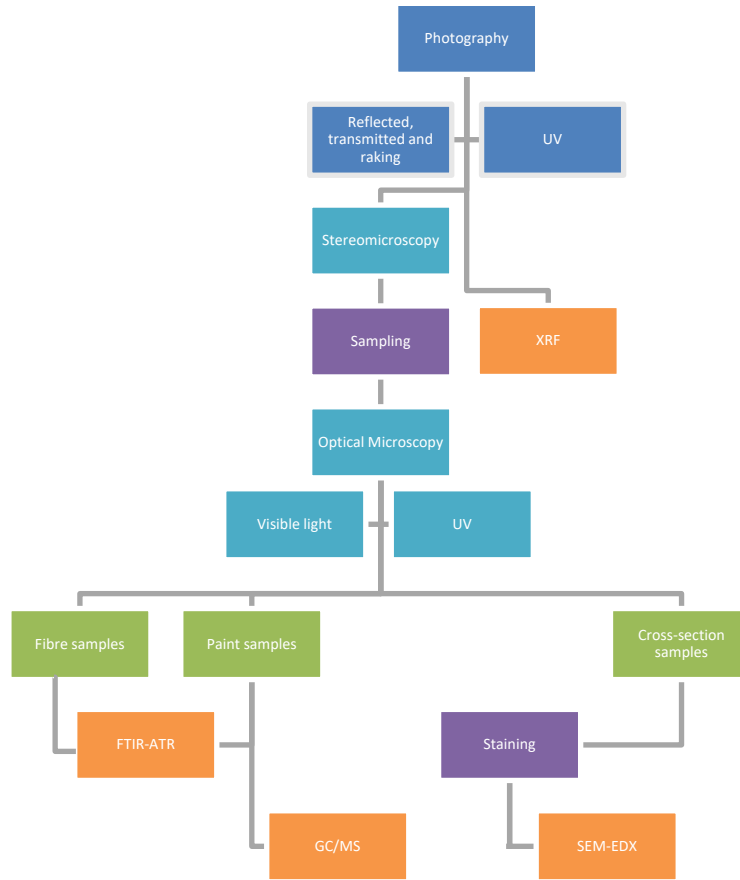 Photography
Reflected,
transmitted and
raking
UV
Stereomicroscopy
Sampling
XRF
Optical Microscopy
Visible light
UV
Fibre samples
Paint samples
Cross-section
samples
FTIR-ATR
Staining
GC/MS
SEM-EDX